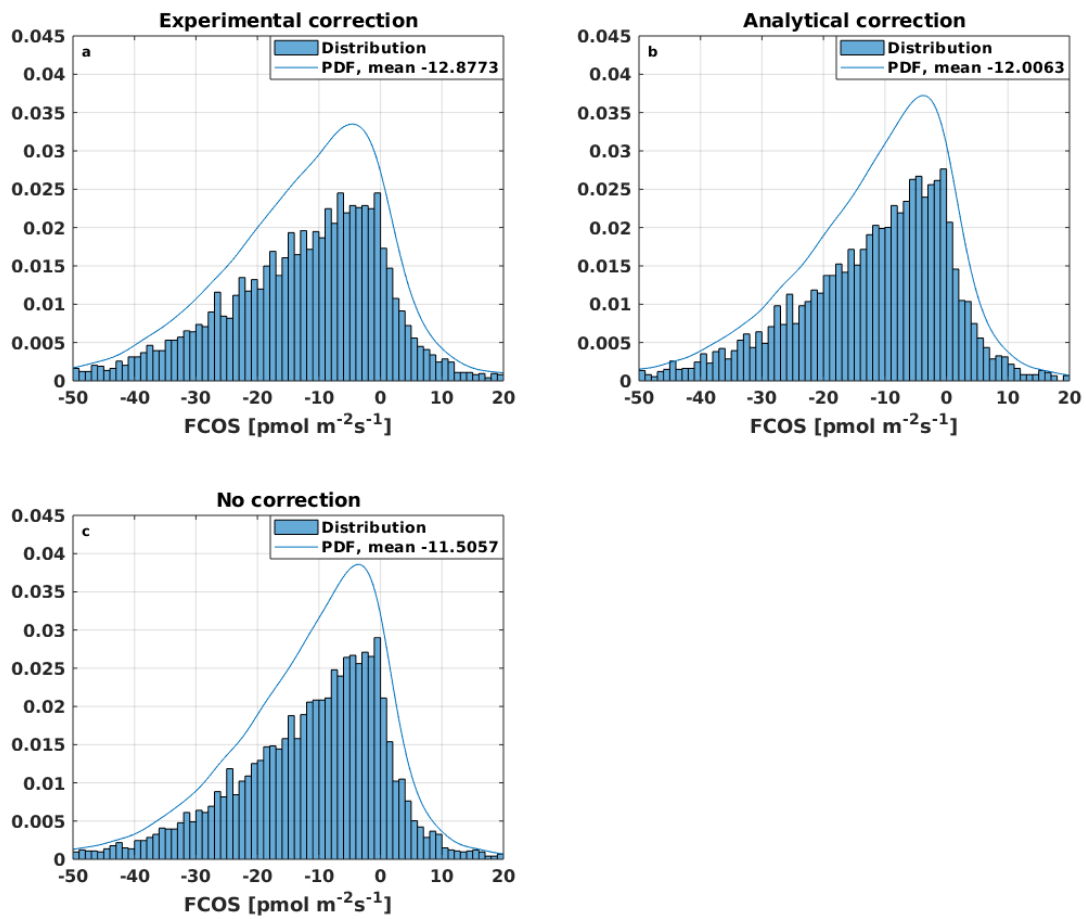 Experimental correction
a
Distribution
PDF, mean -12.8773
0.045
0.04
0.035
0.03
0.025
0.02
0.015
0.01
0.005
0
-50 -40 -30 -20 -10 0 10 20
FCOS [pmol m-2s-1]
Analytical correction
b
Distribution
PDF, mean -12.0063
0.045
0.04
0.035
0.03
0.025
0.02
0.015
0.01
0.005
0
-50 -40 -30 -20 -10 0 10 20
FCOS [pmol m-2s-1]
No correction
c
Distribution
PDF, mean -11.5057
0.045
0.04
0.035
0.03
0.025
0.02
0.015
0.01
0.005
0
-50 -40 -30 -20 -10 0 10 20
FCOS [pmol m-2s-1]